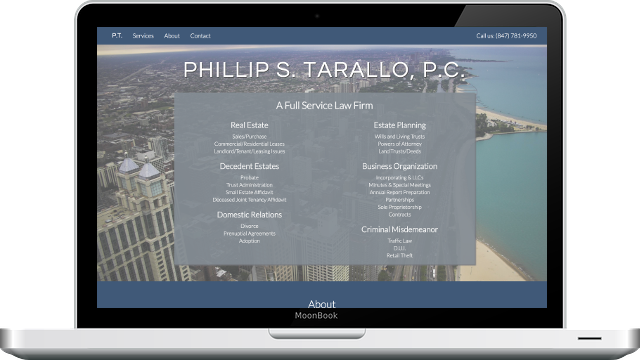 P.T. Services About Contact Call us: (847) 781-9950
PHILLIP S. TARALLO, P.C.
A Full Service Law Firm
Real Estate
Sales/Purchase
Commercial/Residential Leases
Landlord/Tenant/Leasing Issues
Decedent Estates
Probate
Trust Administration
Small Estate Affidavit
Deceased Joint Tenancy Affidavit
Domestic Relations
Divorce
Prenuptial Agreements
Adoption
Estate Planning
Wills and Living Trusts
Powers of Attorney
Land Trusts/Deeds
Business Organization
Incorporating & LLCs
Minutes & Special Meetings
Annual Report Preparation
Partnerships
Sole Proprietorship
Contracts
Criminal Misdemeanor
Traffic Law
D.U.I.
Retail Theft
About
MoonBook